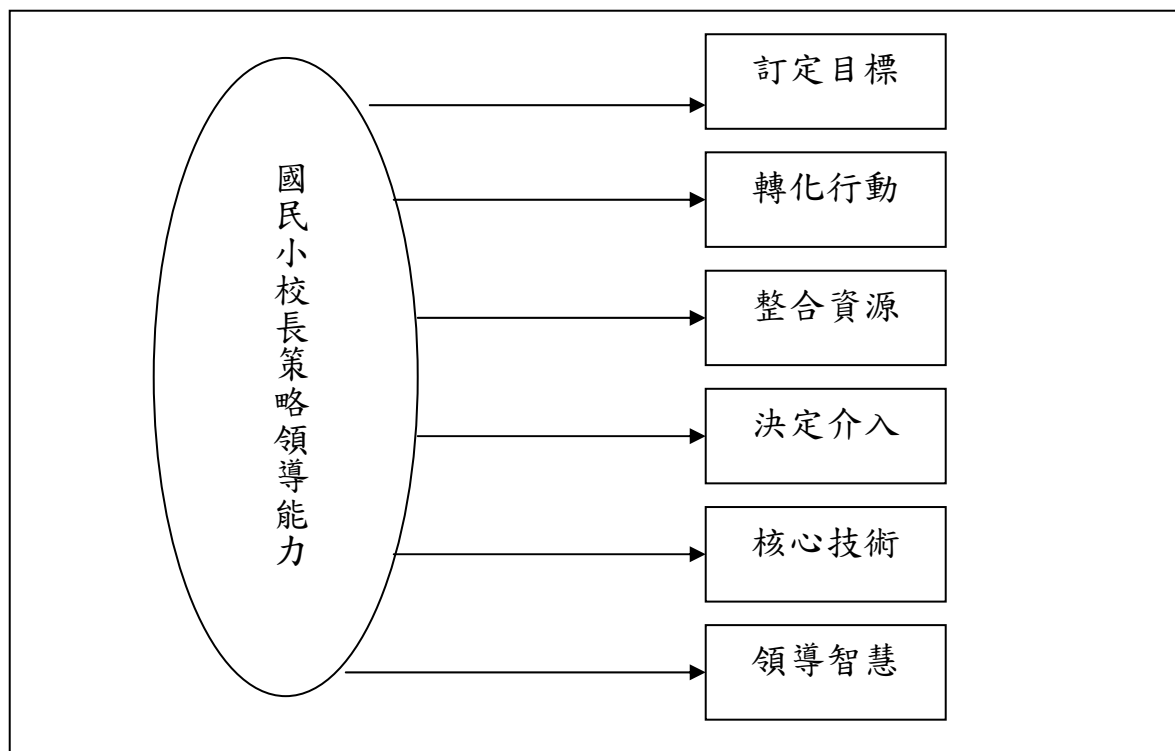 國民小校長策略領導能力
訂定目標
轉化行動
整合資源
決定介入
核心技術
領導智慧